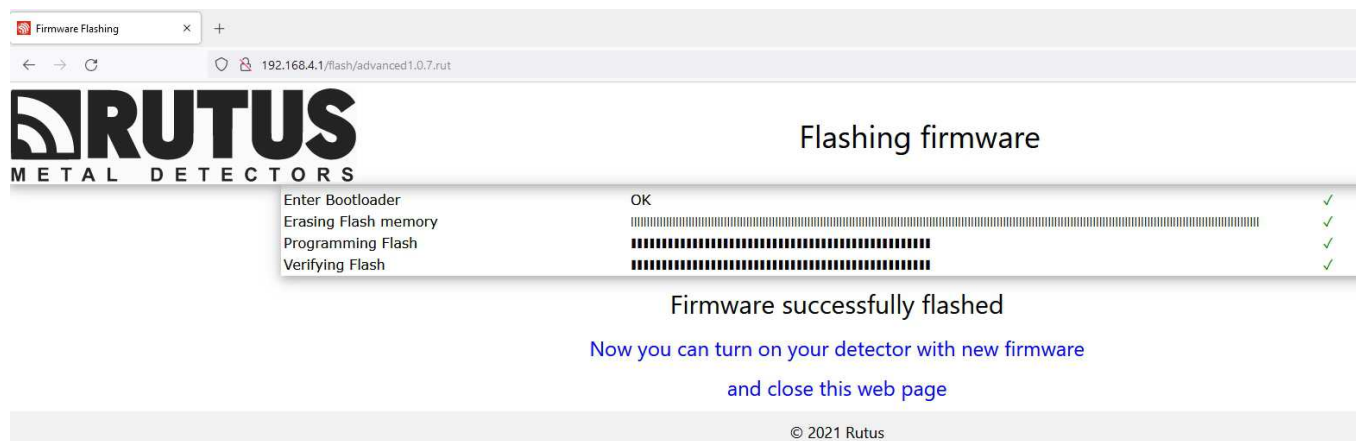 Firmware Flashing
192.168.4.1/flash/advanced1.0.7.rut
RUTUS
METAL DETECTORS
Flashing firmware
Enter Bootloader OK ✓
Erasing Flash memory ✓
Programming Flash ✓
Verifying Flash ✓
Firmware successfully flashed
Now you can turn on your detector with new firmware
and close this web page
© 2021 Rutus